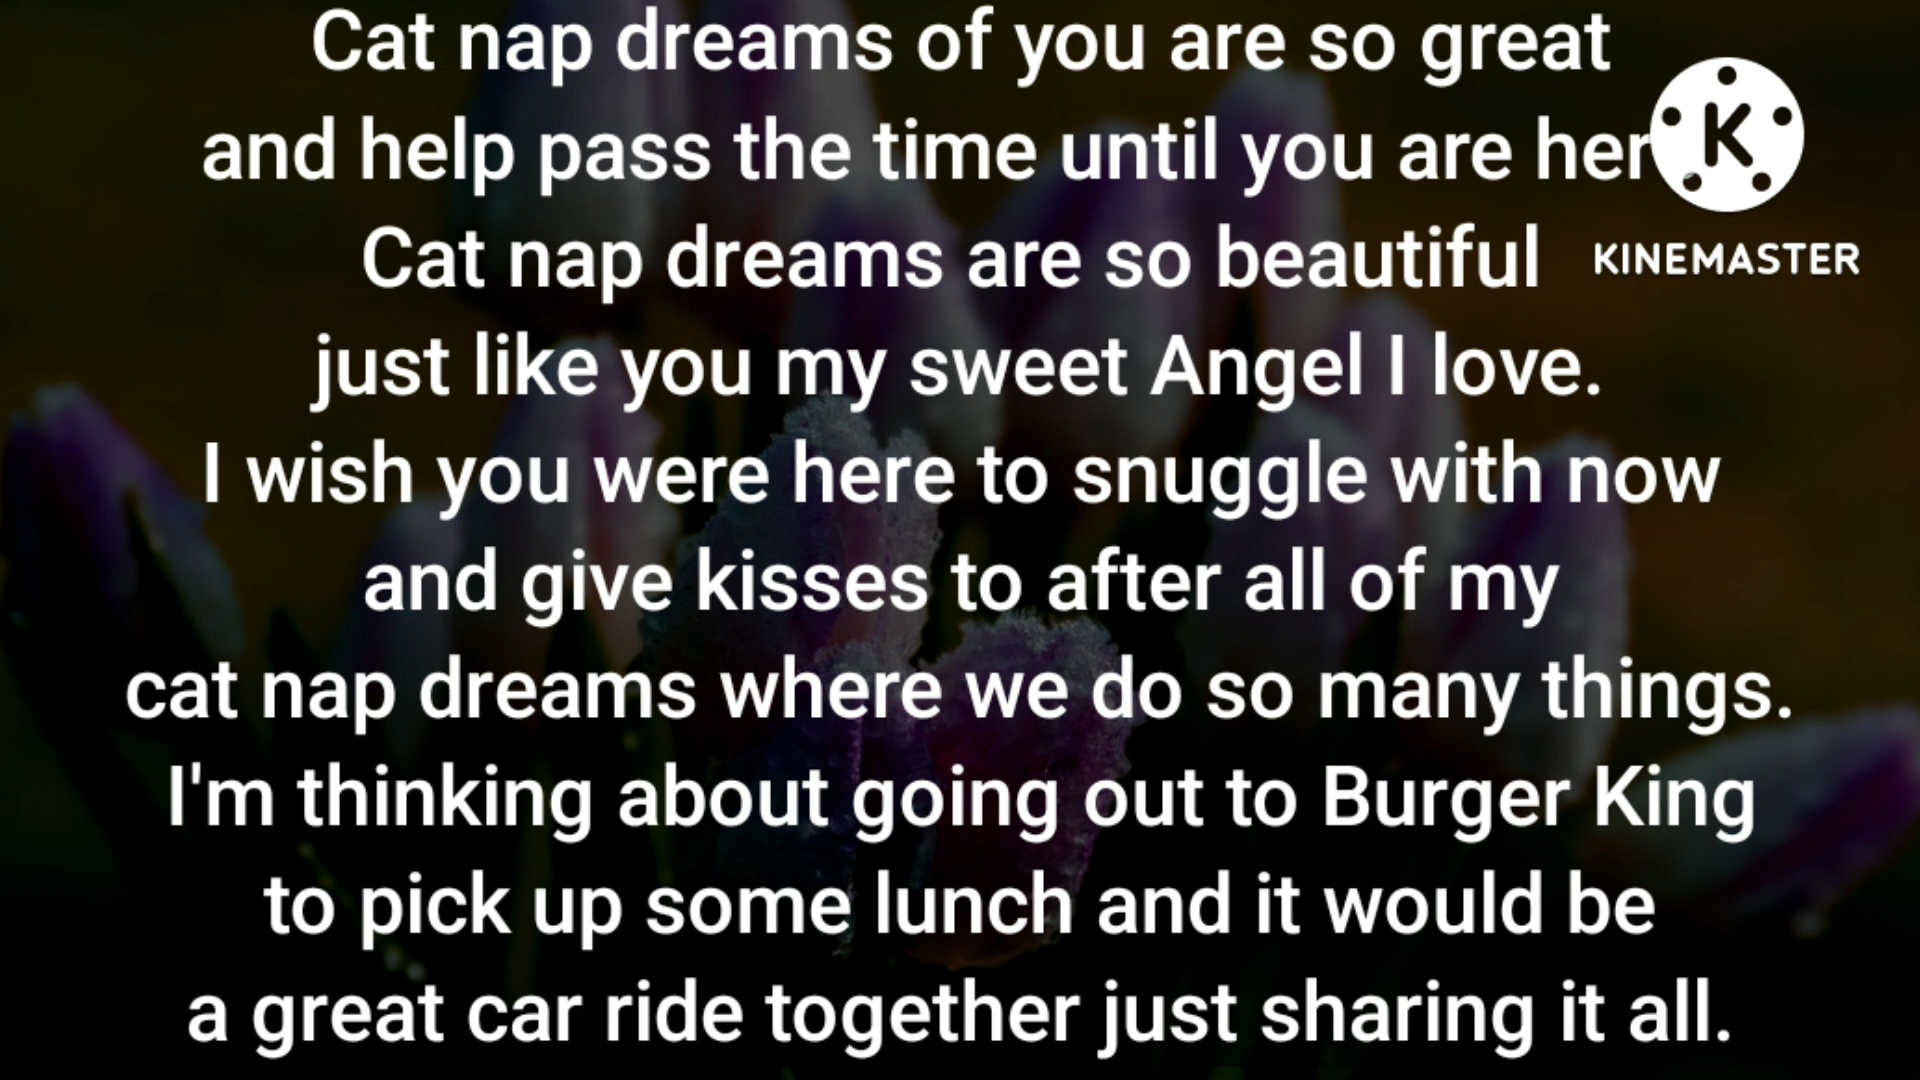 Cat nap dreams of you are so great
and help pass the time until you are her
Cat nap dreams are so beautiful
KINEMASTER
just like you my sweet Angel I love.
I wish you were here to snuggle with now
and give kisses to after all of my
cat nap dreams where we do so many things.
I'm thinking about going out to Burger King
to pick up some lunch and it would be
a great car ride together just sharing it all.